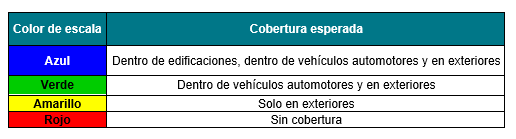 Color de escala Cobertura esperada
Azul Dentro de edificaciones, dentro de vehículos automotores y en exteriores
Verde Dentro de vehículos automotores y en exteriores
Amarillo Solo en exteriores
Rojo Sin cobertura